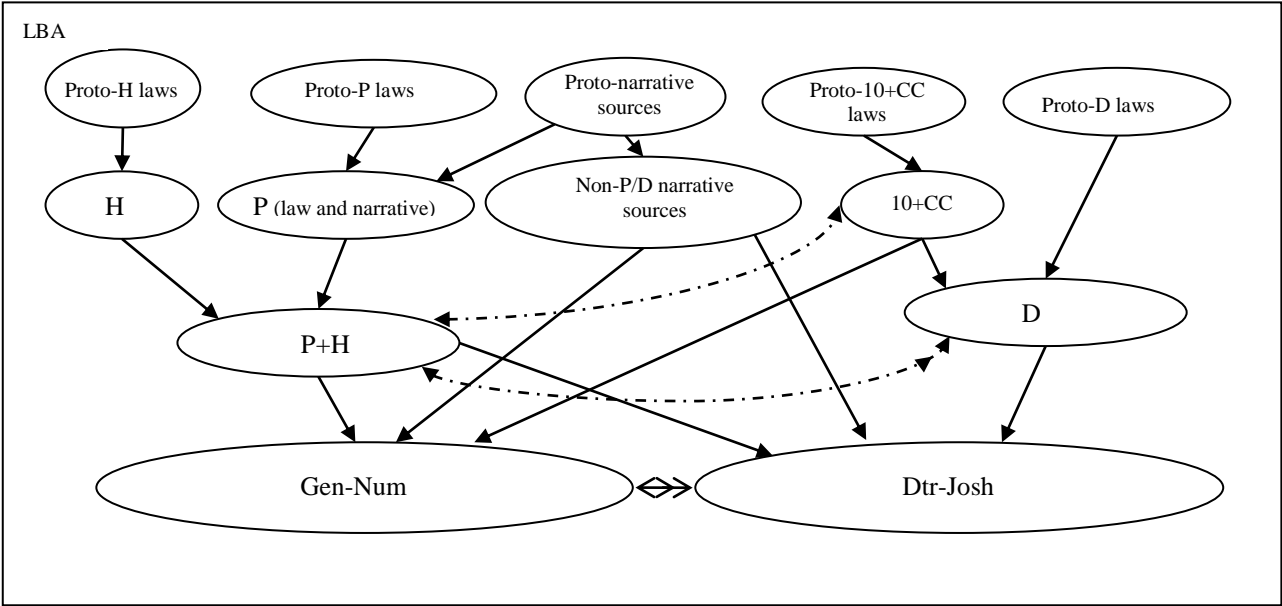 LBA
Proto-H laws
Proto-P laws
Proto-narrative
sources
Proto-10+CC
laws
Proto-D laws
H
P (law and narrative)
Non-P/D narrative
sources
10+CC
D
P+H
Gen-Num
Dtr-Josh